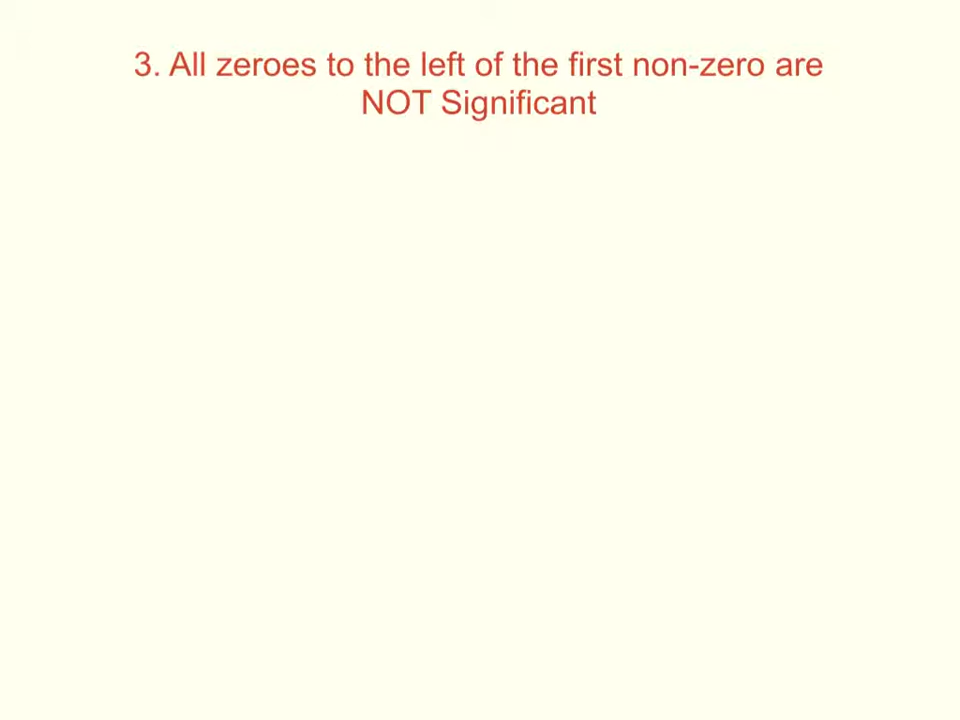 3. All zeroes to the left of the first non-zero are
NOT Significant